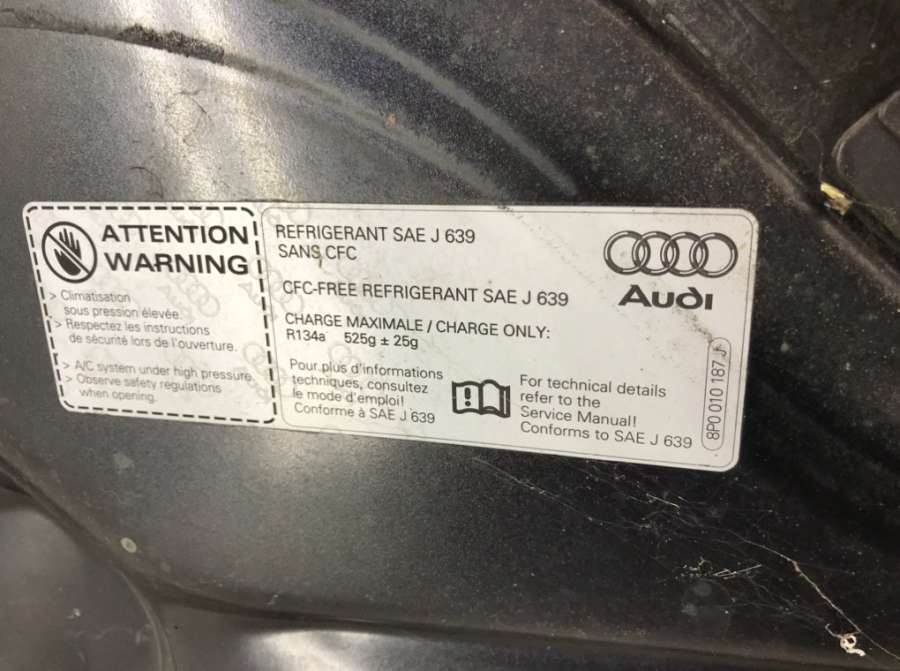 ATTENTION
WARNING
> Climatisation
sous pression élevée.
> Respectez les instructions
de sécurité lors de l'ouverture.
> A/C system under high pressure.
> Observe safety regulations
when opening.
REFRIGERANT SAE J 639
SANS CFC
CFC-FREE REFRIGERANT SAE J 639
CHARGE MAXIMALE / CHARGE ONLY:
R134a 525g ± 25g
Pour plus d'informations
techniques, consultez
le mode d'emploi!
Conforme à SAE J 639
For technical details
refer to the
Service Manual!
Conforms to SAE J 639
Audi
8P0 010 187 J